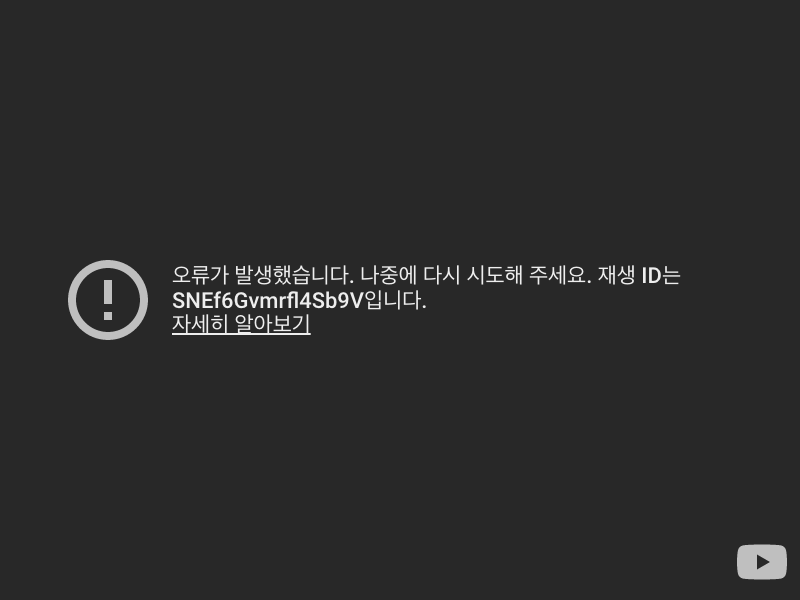 오류가 발생했습니다. 나중에 다시 시도해 주세요. 재생 ID는
SNEf6Gvmrfl4Sb9V입니다.
자세히 알아보기